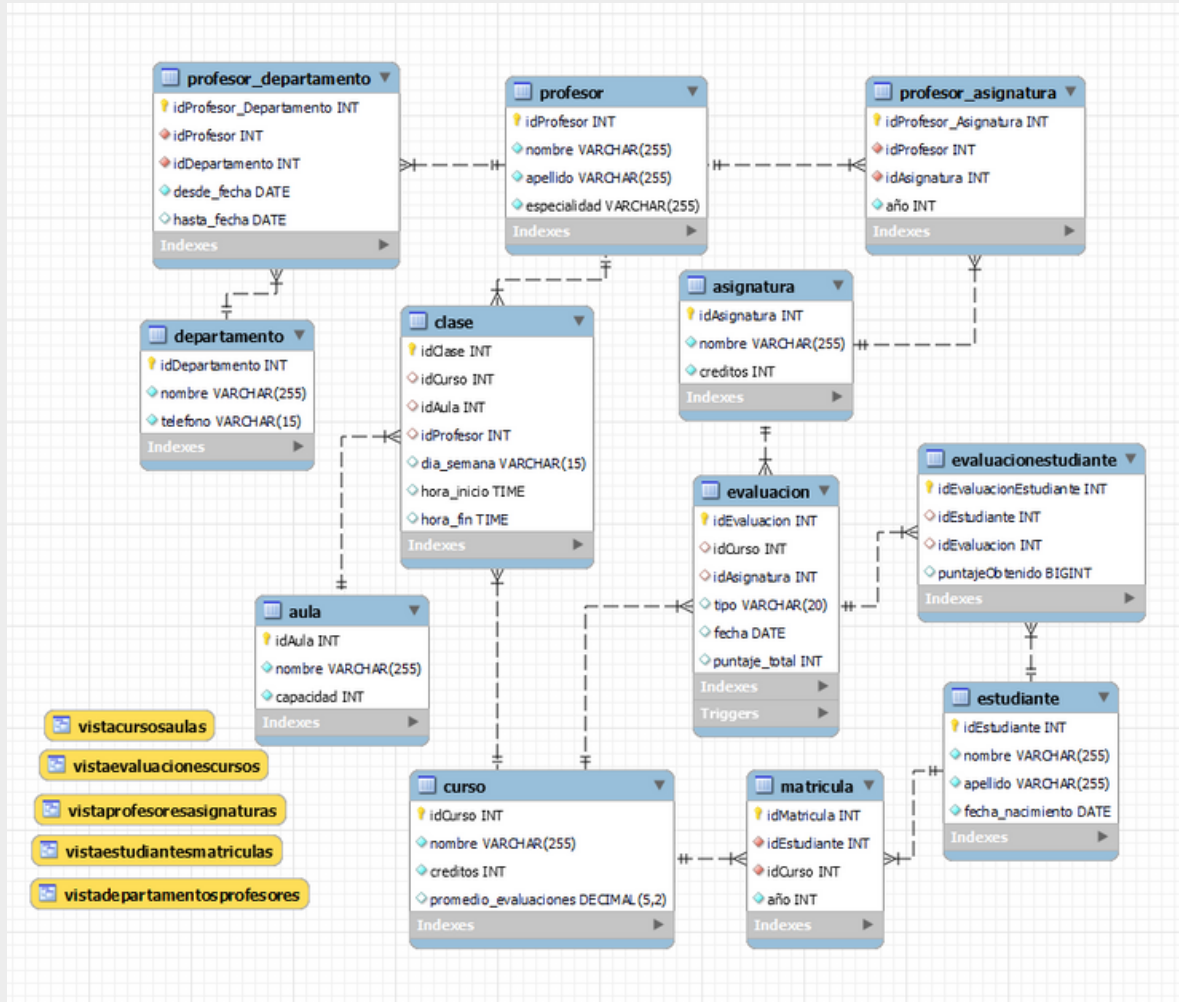 profesor_departamento
idProfesor_Departamento INT
idProfesor INT
idDepartamento INT
desde_fecha DATE
hasta_fecha DATE
Indexes
profesor
idProfesor INT
nombre VARCHAR(255)
apellido VARCHAR(255)
especialidad VARCHAR(255)
Indexes
profesor_asignatura
idProfesor_Asignatura INT
idProfesor INT
idAsignatura INT
año INT
Indexes
departamento
idDepartamento INT
nombre VARCHAR(255)
telefono VARCHAR(15)
Indexes
clase
idClase INT
idCurso INT
idAula INT
idProfesor INT
dia_semana VARCHAR(15)
hora_inicio TIME
hora_fin TIME
Indexes
asignatura
idAsignatura INT
nombre VARCHAR(255)
creditos INT
Indexes
evaluacion
idEvaluacion INT
idCurso INT
idAsignatura INT
tipo VARCHAR(20)
fecha DATE
puntaje_total INT
Indexes
Triggers
evaluacionestudiante
idEvaluacionEstudiante INT
idEstudiante INT
idEvaluacion INT
puntajeObtenido BIGINT
Indexes
aula
idAula INT
nombre VARCHAR(255)
capacidad INT
Indexes
estudiante
idEstudiante INT
nombre VARCHAR(255)
apellido VARCHAR(255)
fecha_nacimiento DATE
Indexes
vistacursosaulas
vistaevaluacionescursos
vistaprofesoresasignaturas
vistaestudiantesmatriculas
vistadepartamentosprofesores
curso
idCurso INT
nombre VARCHAR(255)
creditos INT
promedio_evaluaciones DECIMAL(5,2)
Indexes
matricula
idMatricula INT
idEstudiante INT
idCurso INT
año INT
Indexes